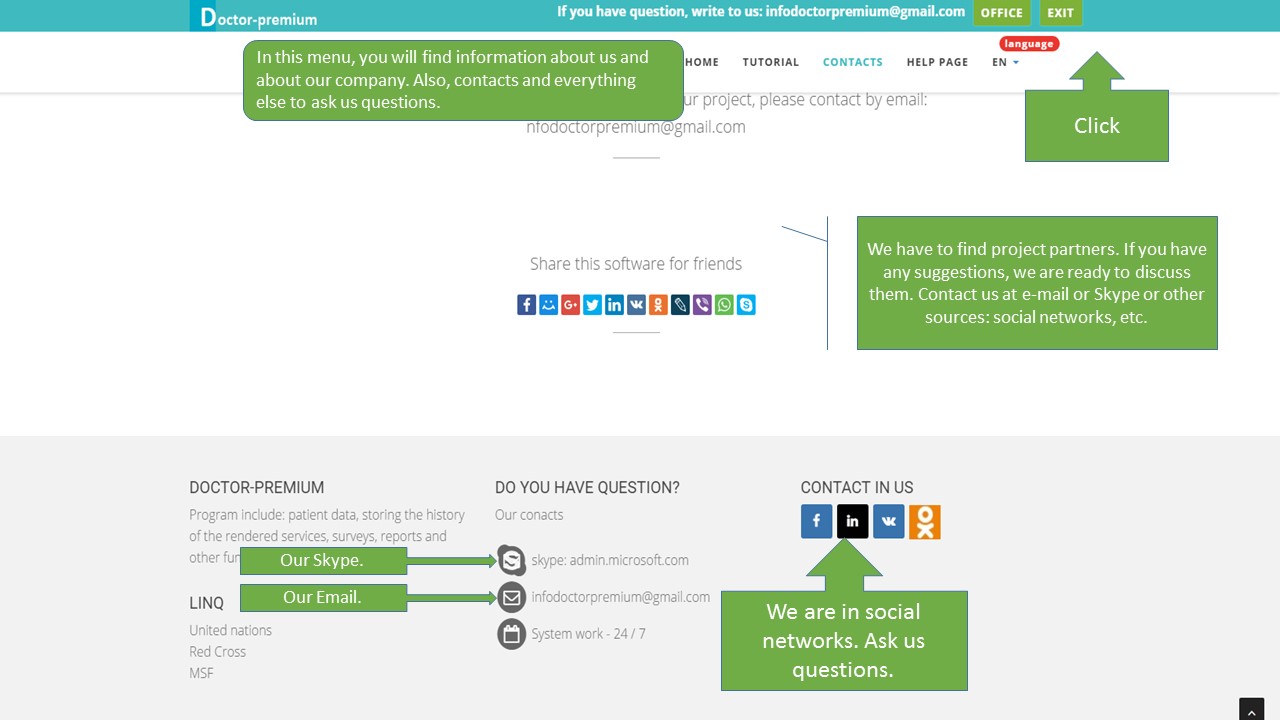 Doctor-premium
If you have question, write to us: infodoctorpremium@gmail.com
OFFICE
EXIT
In this menu, you will find information about us and
about our company. Also, contacts and everything
else to ask us questions.
HOME
TUTORIAL
CONTACTS
HELP PAGE
EN
language
Click
ur project, please contact by email:
nfodoctorpremium@gmail.com
We have to find project partners. If you have
any suggestions, we are ready to discuss
them. Contact us at e-mail or Skype or other
sources: social networks, etc.
Share this software for friends
DOCTOR-PREMIUM
Program include: patient data, storing the history
of the rendered services, surveys, reports and
other fun
Our Skype.
Our Email.
LINQ
United nations
Red Cross
MSF
DO YOU HAVE QUESTION?
Our conacts
skype: admin.microsoft.com
infodoctorpremium@gmail.com
System work - 24 / 7
CONTACT IN US
We are in social
networks. Ask us
questions.